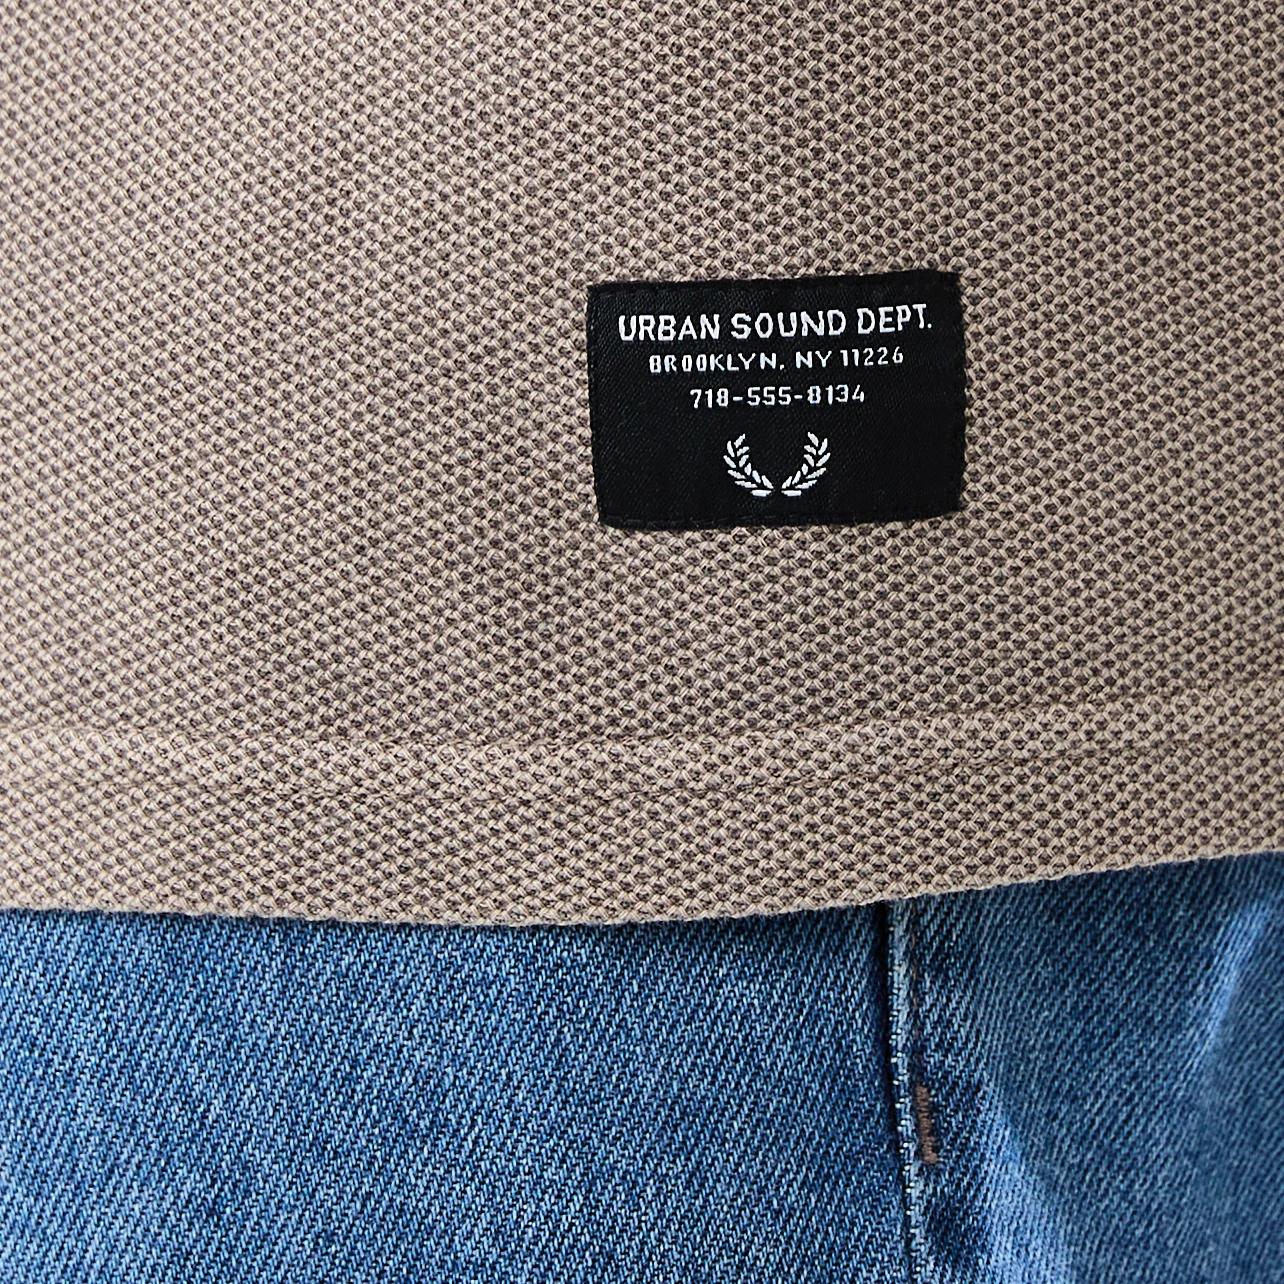 URBAN SOUND DEPT.
BROOKLYN, NY 11226
718-555-8134